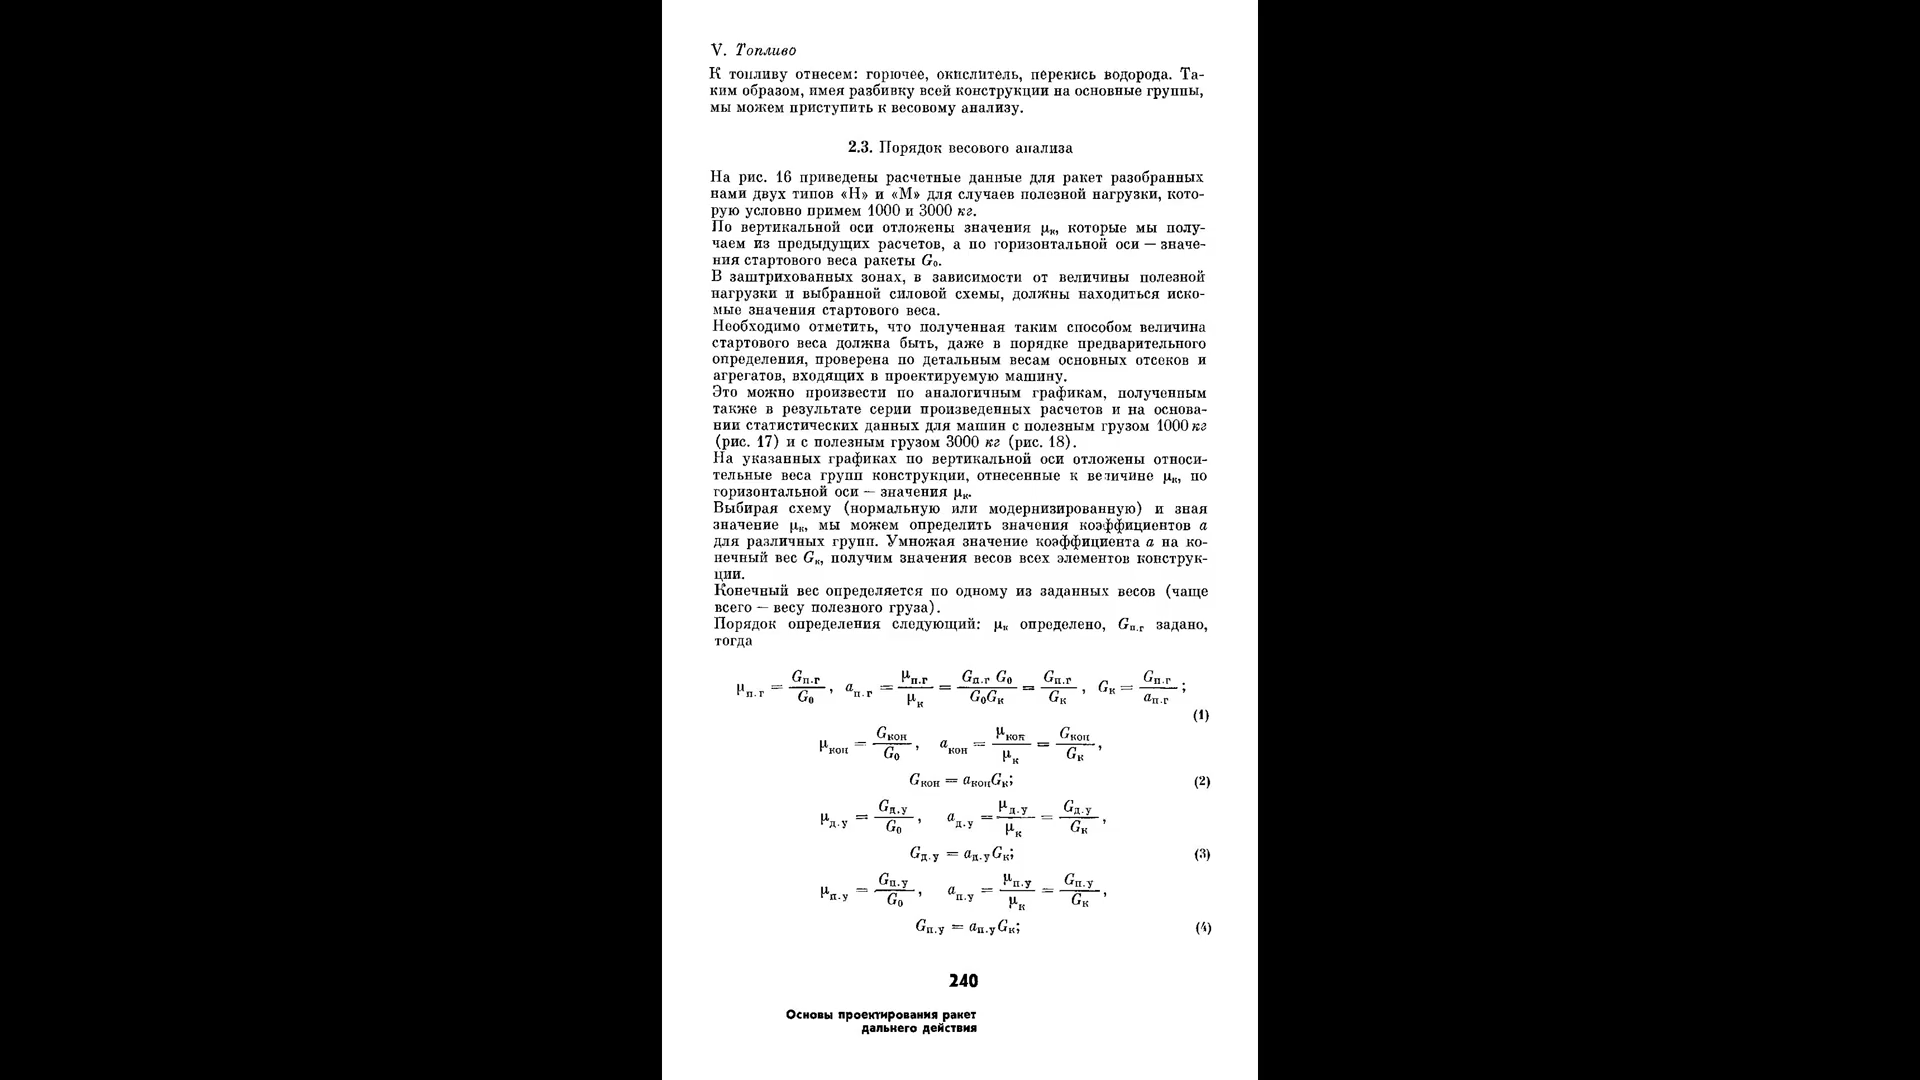 V. Топливо
К топливу отнесем: горючее, окислитель, перекись водорода. Та-
ким образом, имея разбивку всей конструкции на основные группы,
мы можем приступить к весовому анализу.
2.3. Порядок весового анализа
На рис. 16 приведены расчетные данные для ракет разобранных
нами двух типов «Н» и «М» для случаев полезной нагрузки, кото-
рую условно примем 1000 и 3000 кг.
По вертикальной оси отложены значения μк, которые мы полу-
чаем из предыдущих расчетов, а по горизонтальной оси — значе-
ния стартового веса ракеты G₀.
В заштрихованных зонах, в зависимости от величины полезной
нагрузки и выбранной силовой схемы, должны находиться иско-
мые значения стартового веса.
Необходимо отметить, что полученная таким способом величина
стартового веса должна быть, даже в порядке предварительного
определения, проверена по детальным весам основных отсеков и
агрегатов, входящих в проектируемую машину.
Это можно произвести по аналогичным графикам, полученным
также в результате серии произведенных расчетов и на основа-
нии статистических данных для машин с полезным грузом 1000 кг
(рис. 17) и с полезным грузом 3000 кг (рис. 18).
На указанных графиках по вертикальной оси отложены относи-
тельные веса групп конструкции, отнесенные к величине μк, по
горизонтальной оси — значения μк.
Выбирая схему (нормальную или модернизированную) и зная
значение μк, мы можем определить значения коэффициентов a
для различных групп. Умножая значение коэффициента a на ко-
нечный вес Gк, получим значения весов всех элементов конструк-
ции.
Конечный вес определяется по одному из заданных весов (чаще
всего — весу полезного груза).
Порядок определения следующий: μк определено, Gп.г задано,
тогда
μп.г = Gп.г / G₀, aп.г = μп.г / μк = Gп.г G₀ / G₀Gк = Gп.г / Gк, Gк = Gп.г / aп.г;
(1)
μкон = Gкон / G₀, aкон = μкон / μк = Gкон / Gк,
Gкон = aконGк; (2)
μд.у = Gд.у / G₀, aд.у = μд.у / μк = Gд.у / Gк,
Gд.у = aд.уGк; (3)
μп.у = Gп.у / G₀, aп.у = μп.у / μк = Gп.у / Gк,
Gп.у = aп.уGк; (4)
240
Основы проектирования ракет
дальнего действия